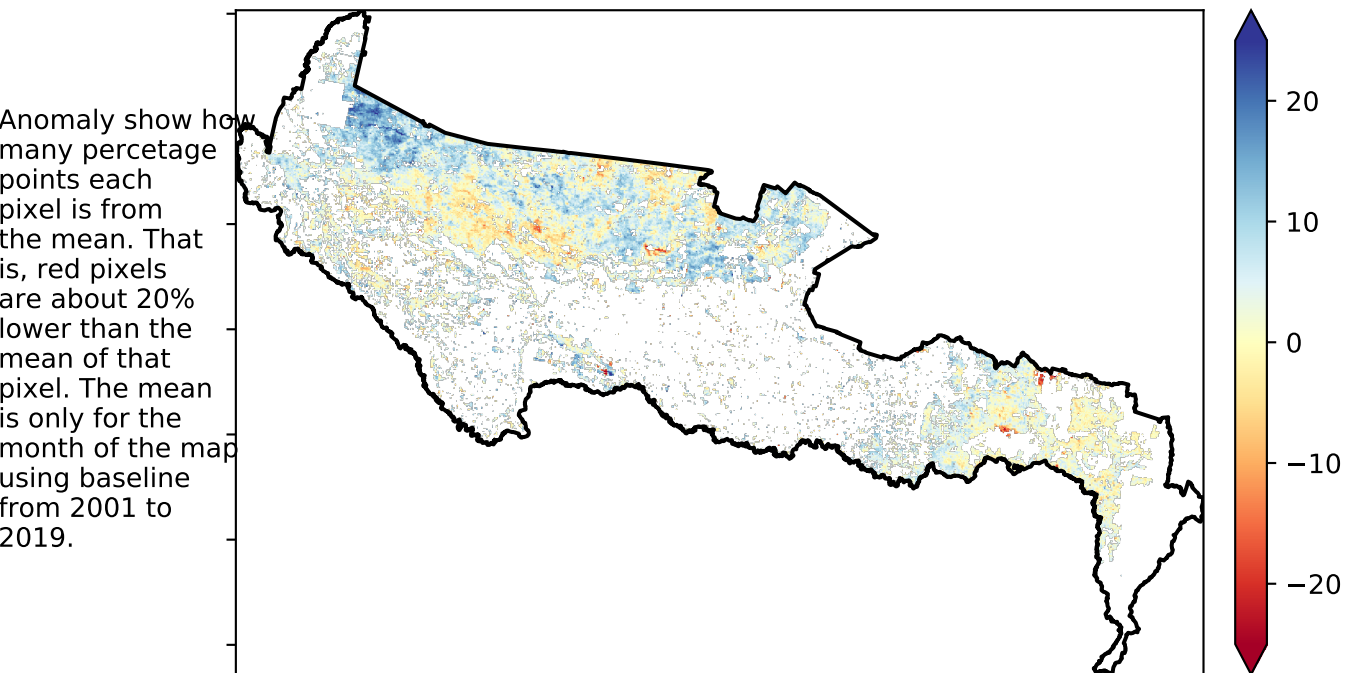 Anomaly show how
many percetage
points each
pixel is from
the mean. That
is, red pixels
are about 20%
lower than the
mean of that
pixel. The mean
is only for the
month of the map
using baseline
from 2001 to
2019.
20
10
0
−10
−20